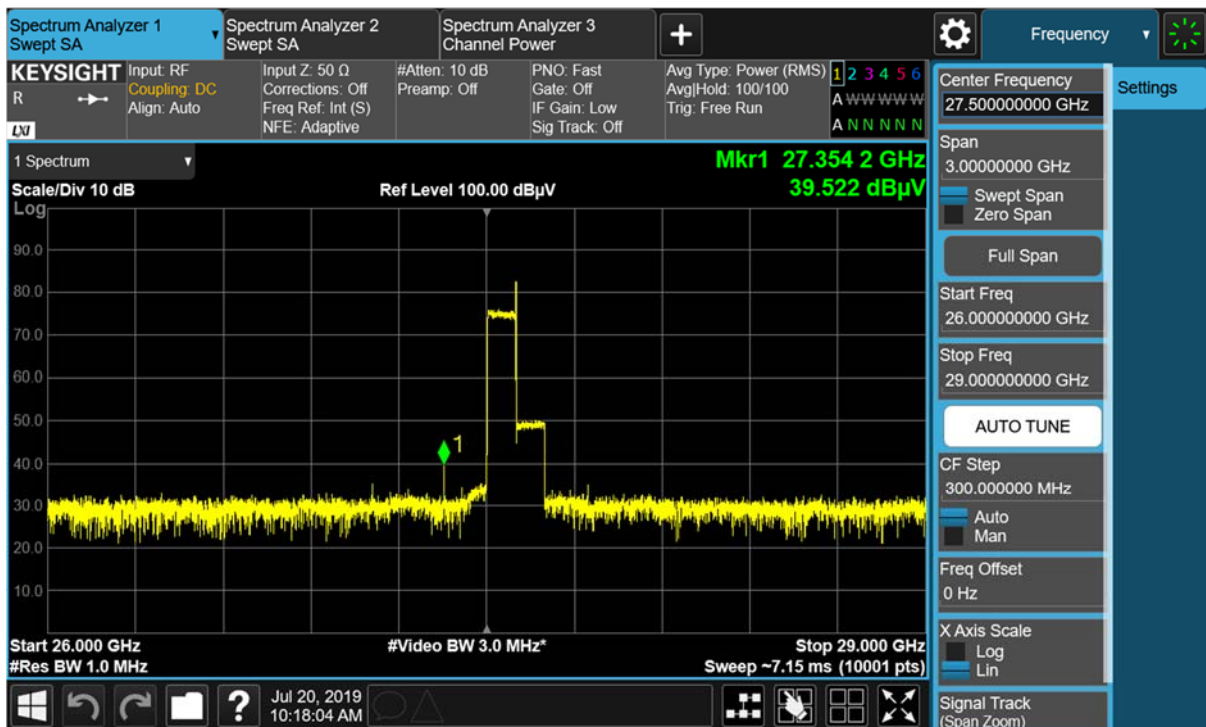 Spectrum Analyzer 1
Swept SA
Spectrum Analyzer 2
Swept SA
Spectrum Analyzer 3
Channel Power
+
Frequency
KEYSIGHT
R
LXI
Input: RF
Coupling: DC
Align: Auto
Input Z: 50 Ω
Corrections: Off
Freq Ref: Int (S)
NFE: Adaptive
#Atten: 10 dB
Preamp: Off
PNO: Fast
Gate: Off
IF Gain: Low
Sig Track: Off
Avg Type: Power (RMS)
Avg|Hold: 100/100
Trig: Free Run
1 2 3 4 5 6
A W W W W W
A N N N N N
1 Spectrum
Mkr1 27.354 2 GHz
Scale/Div 10 dB
Ref Level 100.00 dBµV
39.522 dBµV
Log
90.0
80.0
70.0
60.0
50.0
40.0
30.0
20.0
10.0
1
Start 26.000 GHz
#Video BW 3.0 MHz*
Stop 29.000 GHz
#Res BW 1.0 MHz
Sweep ~7.15 ms (10001 pts)
Center Frequency
27.500000000 GHz
Settings
Span
3.00000000 GHz
Swept Span
Zero Span
Full Span
Start Freq
26.000000000 GHz
Stop Freq
29.000000000 GHz
AUTO TUNE
CF Step
300.000000 MHz
Auto
Man
Freq Offset
0 Hz
X Axis Scale
Log
Lin
Signal Track
(Span Zoom)
?
Jul 20, 2019
10:18:04 AM